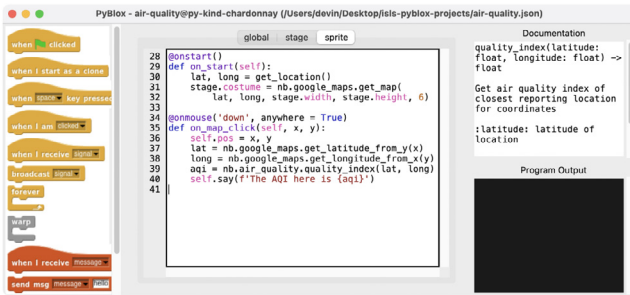 PyBlox - air-quality@py-kind-chardonnay (/Users/devin/Desktop/isls-pyblox-projects/air-quality.json)
when clicked
when I start as a clone
when space key pressed
when I am clicked
when I receive signal
broadcast signal
forever
warp
when I receive message
send msg message hello
global stage sprite
28 @onstart()
29 def on_start(self):
30 lat, long = get_location()
31 stage.costume = nb.google_maps.get_map(
32 lat, long, stage.width, stage.height, 6)
33
34 @onmouse('down', anywhere = True)
35 def on_map_click(self, x, y):
36 self.pos = x, y
37 lat = nb.google_maps.get_latitude_from_y(x)
38 long = nb.google_maps.get_longitude_from_x(y)
39 aqi = nb.air_quality.quality_index(lat, long)
40 self.say(f'The AQI here is {aqi}')
41
Documentation
quality_index(latitude:
float, longitude: float) ->
float
Get air quality index of
closest reporting location
for coordinates
:latitude: latitude of
location
Program Output